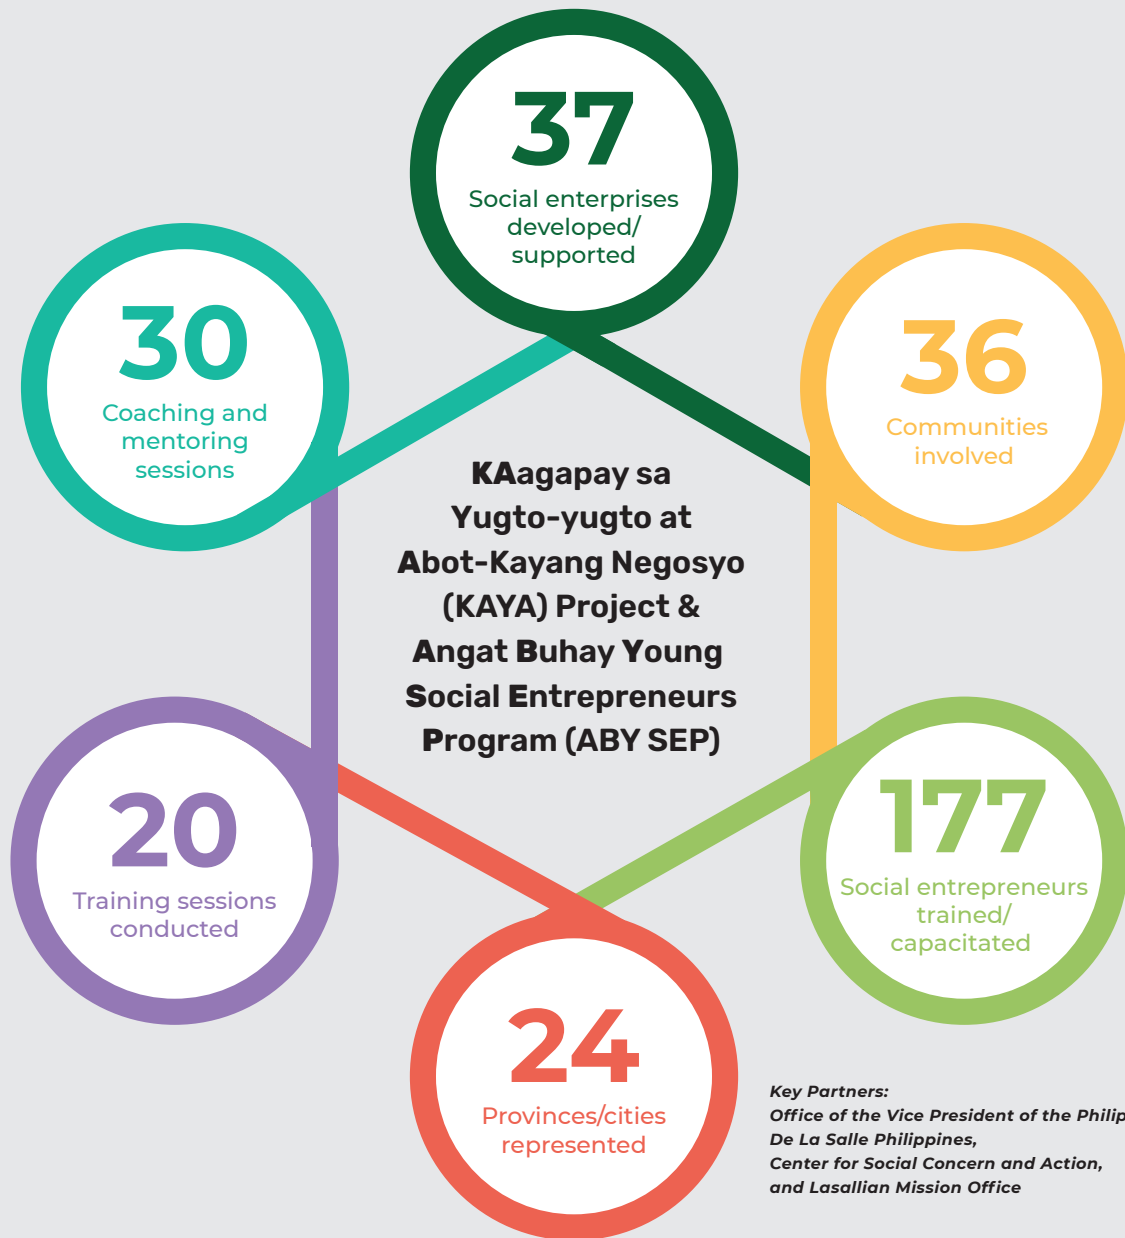 37
Social enterprises
developed/
supported
30
Coaching and
mentoring
sessions
36
Communities
involved
KAagapay sa
Yugto-yugto at
Abot-Kayang Negosyo
(KAYA) Project &
Angat Buhay Young
Social Entrepreneurs
Program (ABY SEP)
20
Training sessions
conducted
177
Social entrepreneurs
trained/
capacitated
24
Provinces/cities
represented
Key Partners:
Office of the Vice President of the
De La Salle Philippines,
Center for Social Concern and Action,
and Lasallian Mission Office